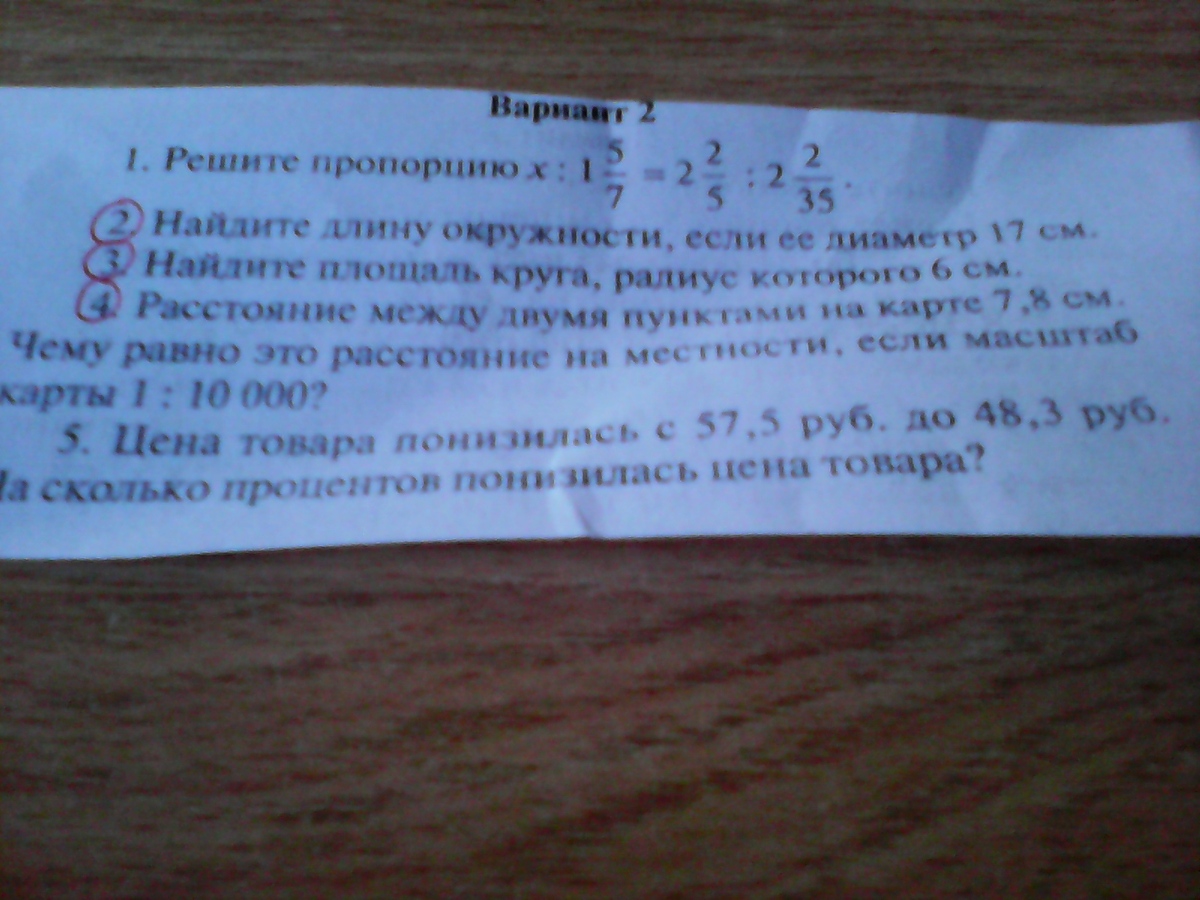 Вариант 2
1. Решите пропорцию x : 1 5/7 = 2 2/5 : 2 2/35.
2. Найдите длину окружности, если ее диаметр 17 см.
3. Найдите площадь круга, радиус которого 6 см.
4. Расстояние между двумя пунктами на карте 7,8 см.
Чему равно это расстояние на местности, если масштаб
карты 1 : 10 000?
5. Цена товара понизилась с 57,5 руб. до 48,3 руб.
На сколько процентов понизилась цена товара?